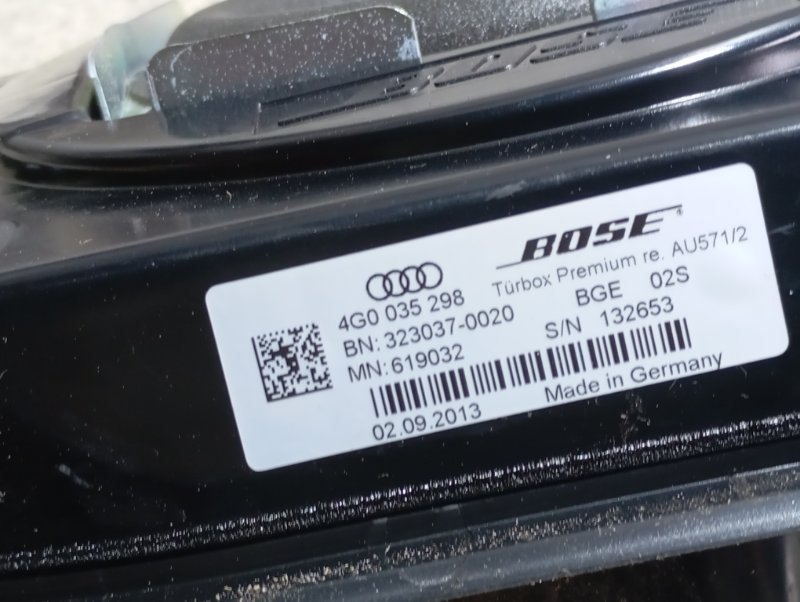 BOSE
BOSE®
Türbox Premium re. AU571/2
4G0 035 298
BGE 02S
BN: 323037-0020
S/N 132653
MN: 619032
02.09.2013
Made in Germany